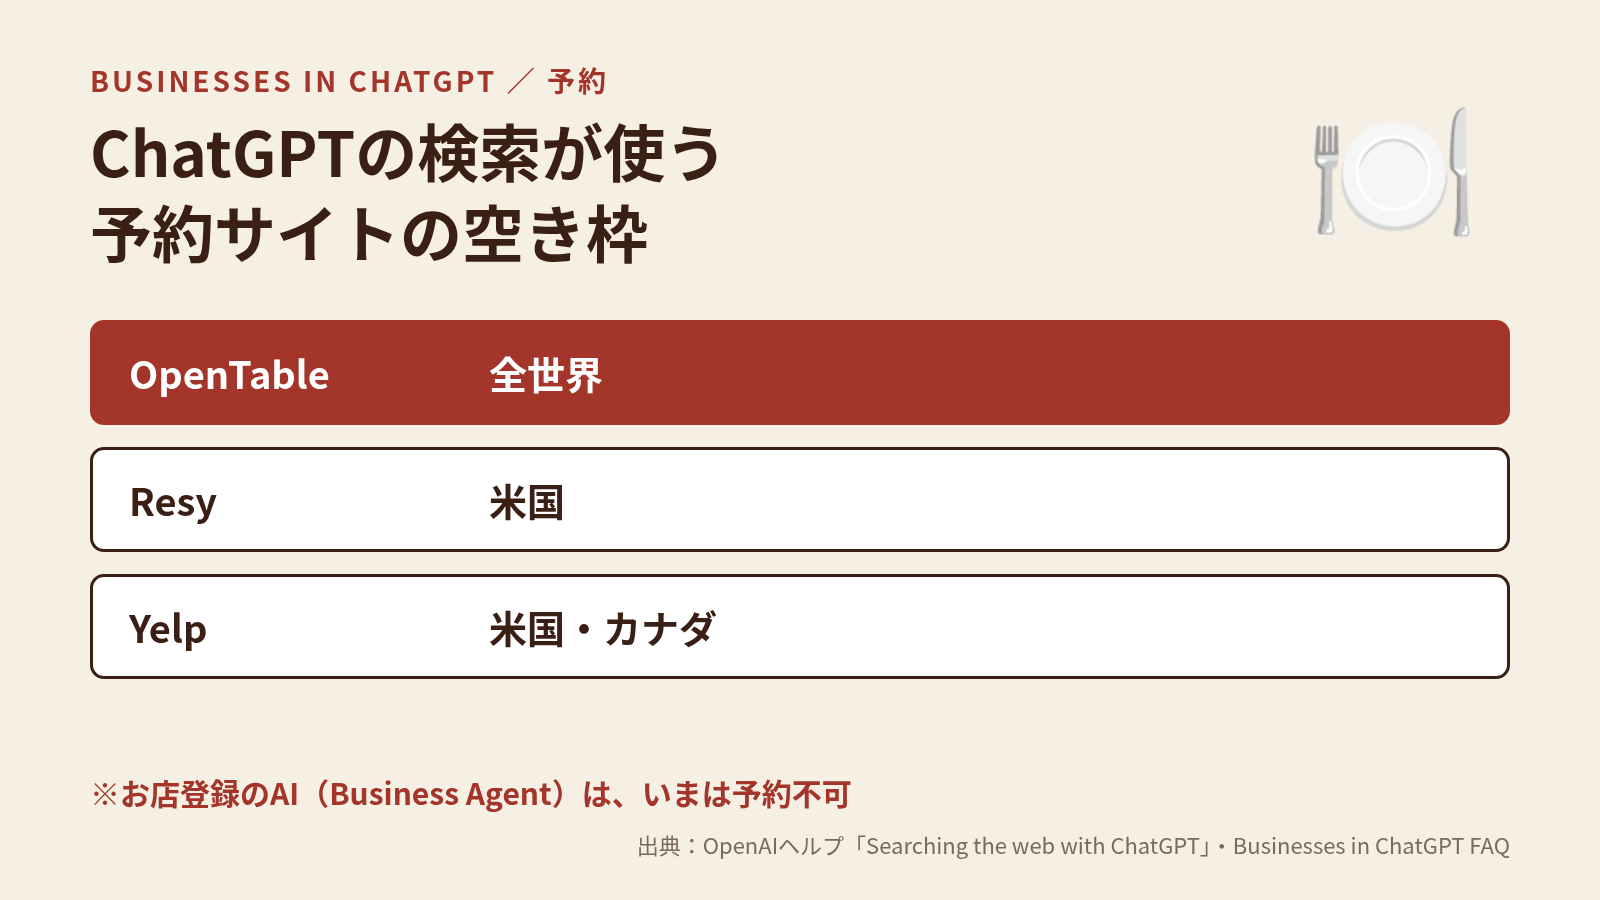 BUSINESSES IN CHATGPT ／ 予約
ChatGPTの検索が使う
予約サイトの空き枠
OpenTable 全世界
Resy 米国
Yelp 米国・カナダ
※お店登録のAI（Business Agent）は、いまは予約不可
出典：OpenAIヘルプ「Searching the web with ChatGPT」・Businesses in ChatGPT FAQ